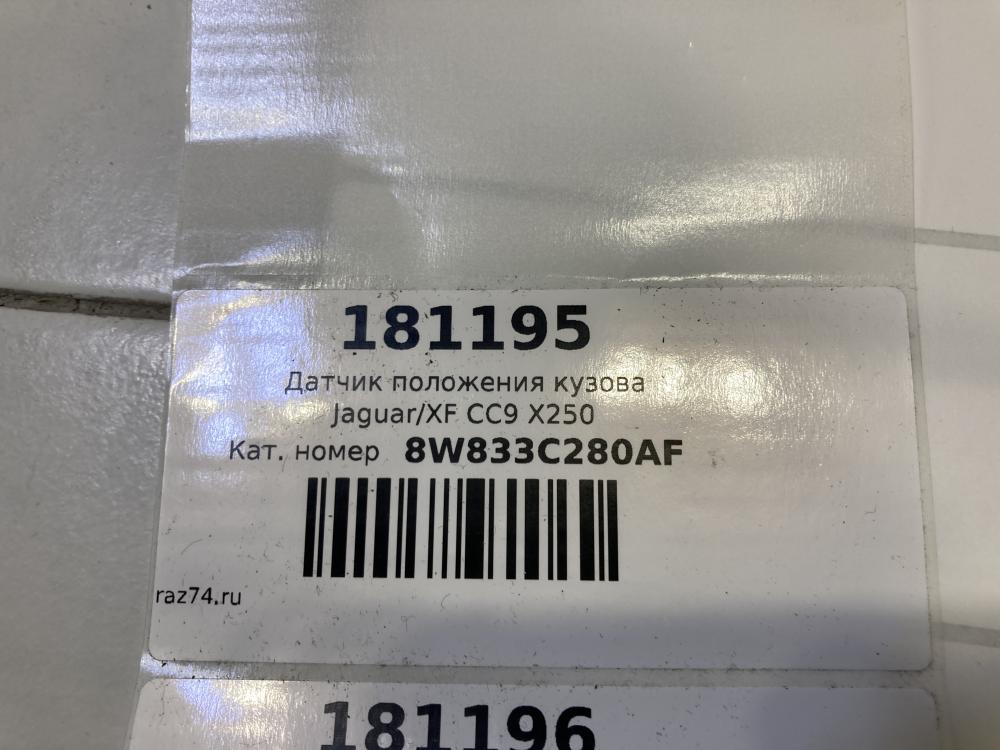 181195
Датчик положения кузова
Jaguar/XF CC9 X250
Кат. номер 8W833C280AF
raz74.ru
181196